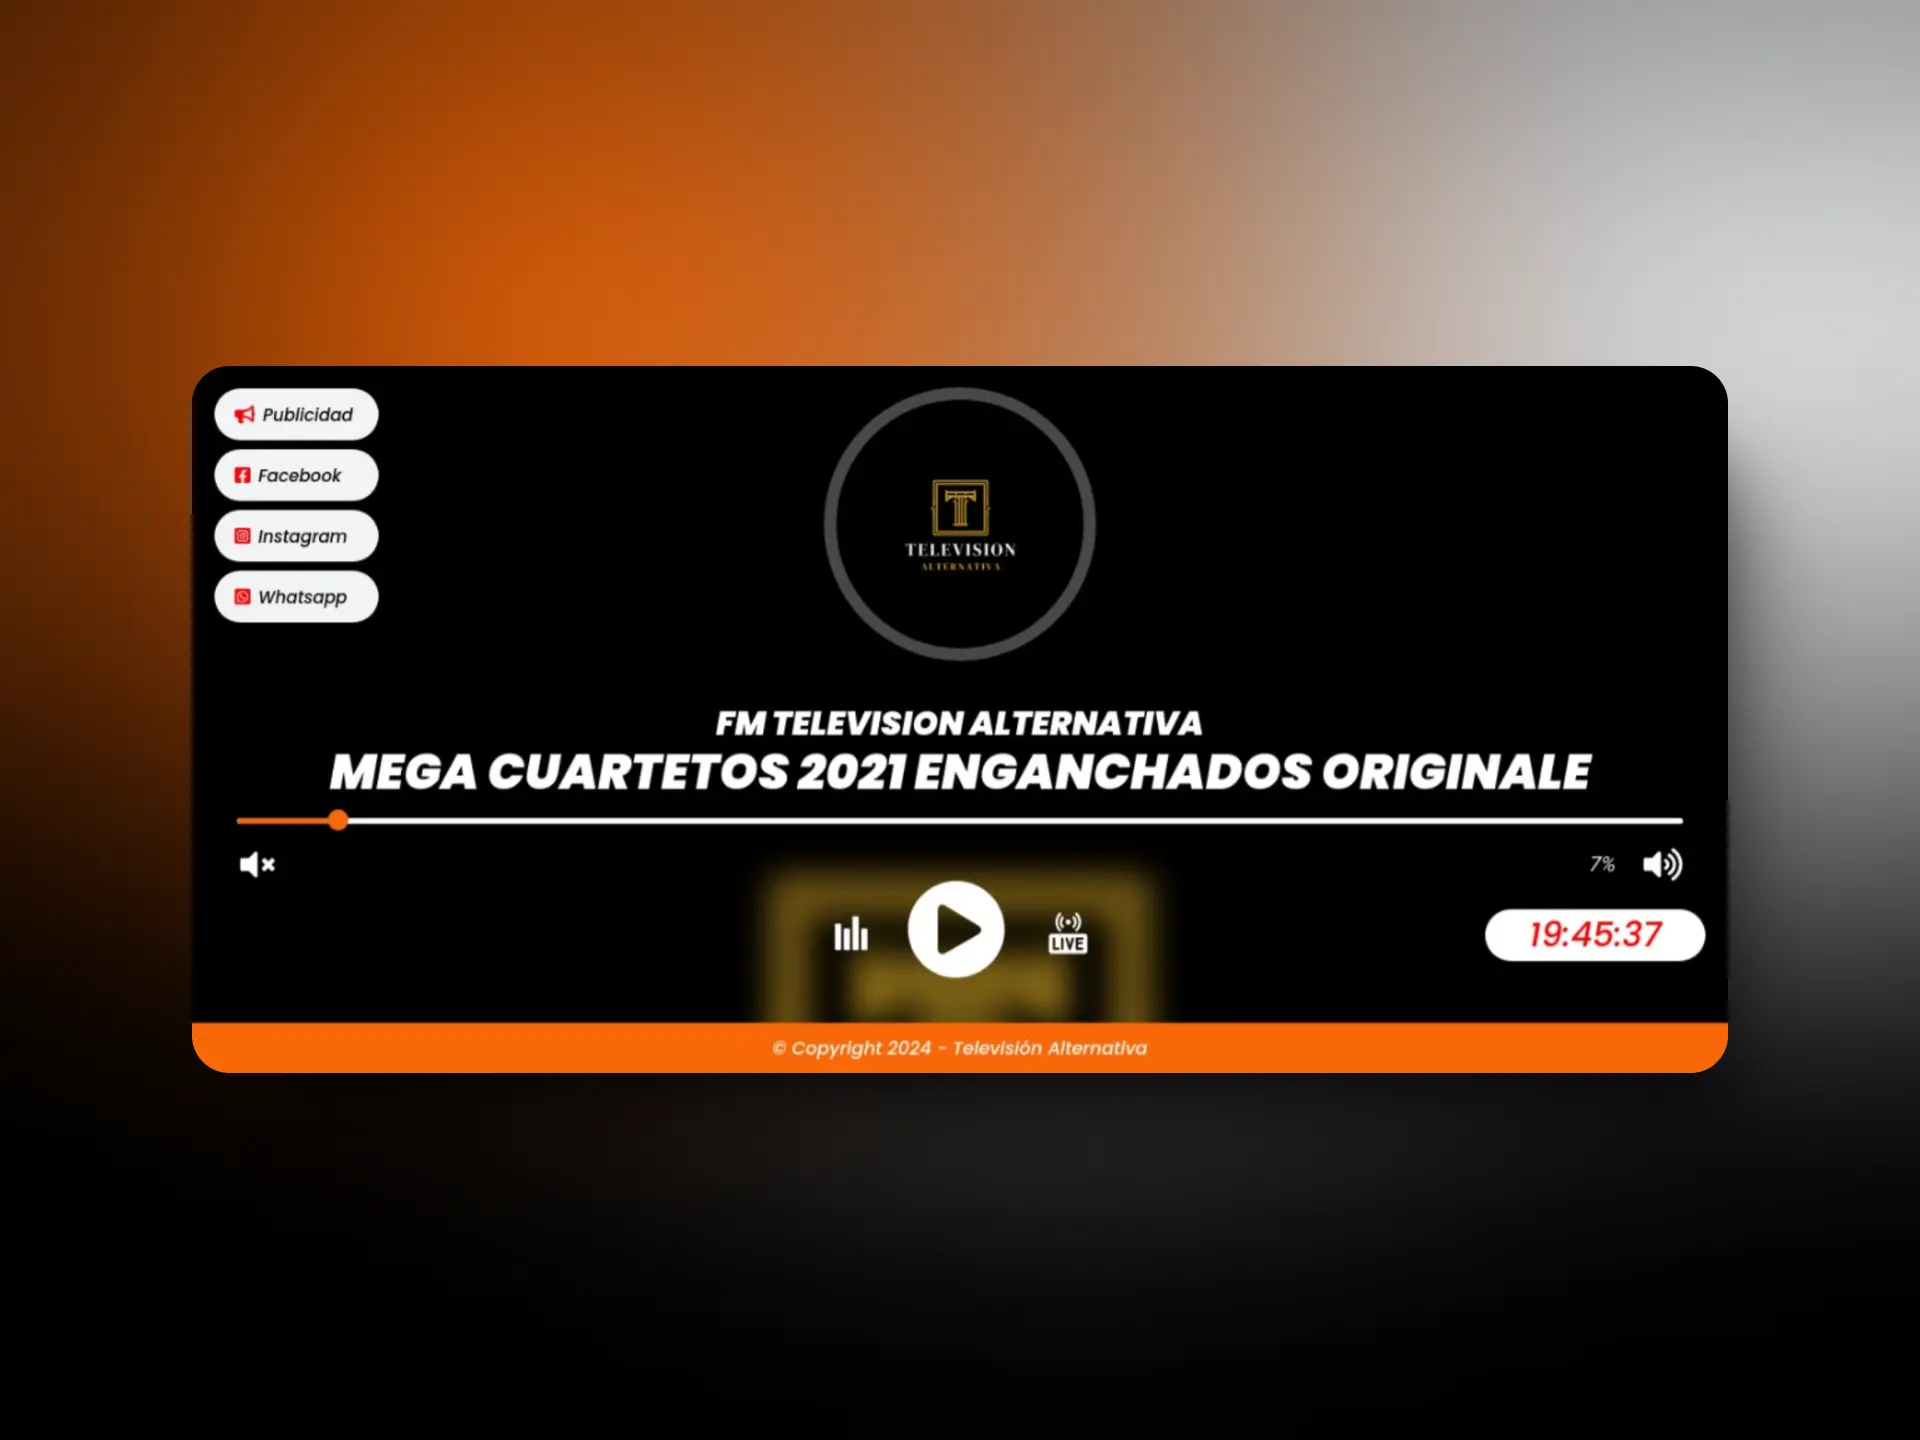 Publicidad
Facebook
Instagram
Whatsapp
T
TELEVISION
ALTERNATIVA
FM TELEVISION ALTERNATIVA
MEGA CUARTETOS 2021 ENGANCHADOS ORIGINALE
7%
LIVE
19:45:37
© Copyright 2024 - Televisión Alternativa